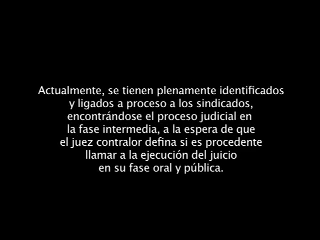 Actualmente, se tienen plenamente identificados
y ligados a proceso a los sindicados,
encontrándose el proceso judicial en
la fase intermedia, a la espera de que
el juez contralor defina si es procedente
llamar a la ejecución del juicio
en su fase oral y pública.